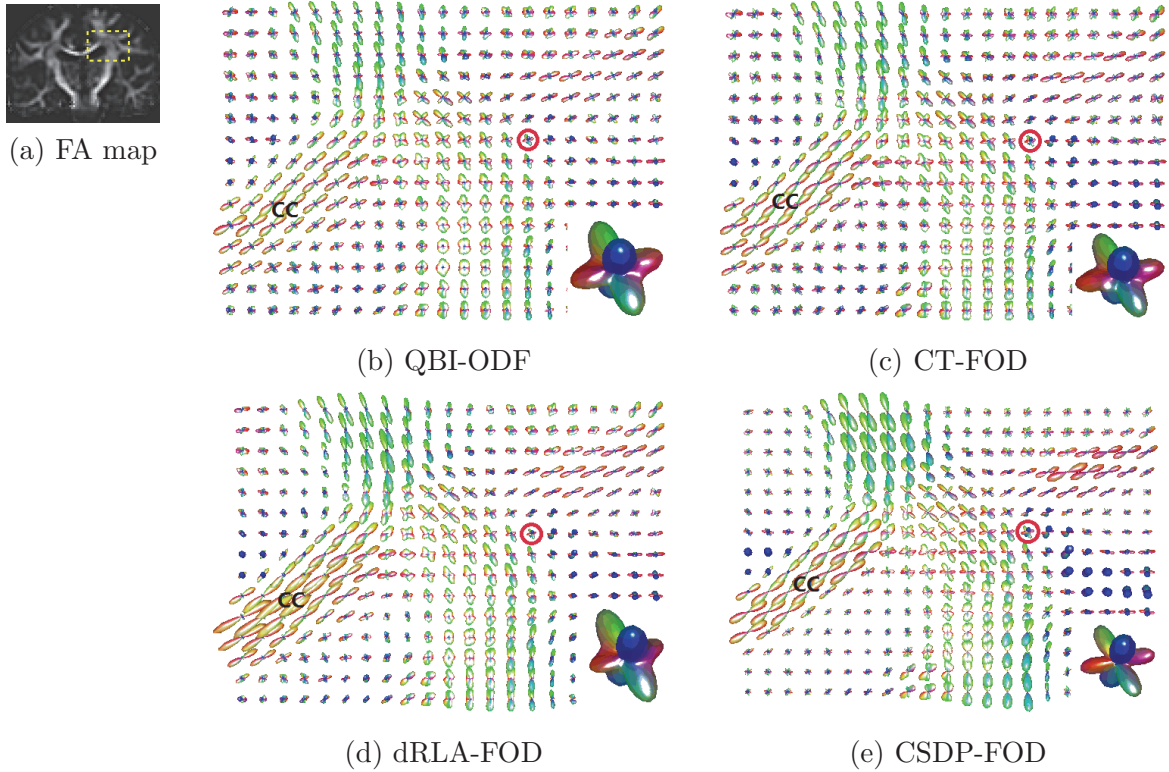 (a) FA map
CC
CC
(b) QBI-ODF
(c) CT-FOD
CC
CC
(d) dRLA-FOD
(e) CSDP-FOD